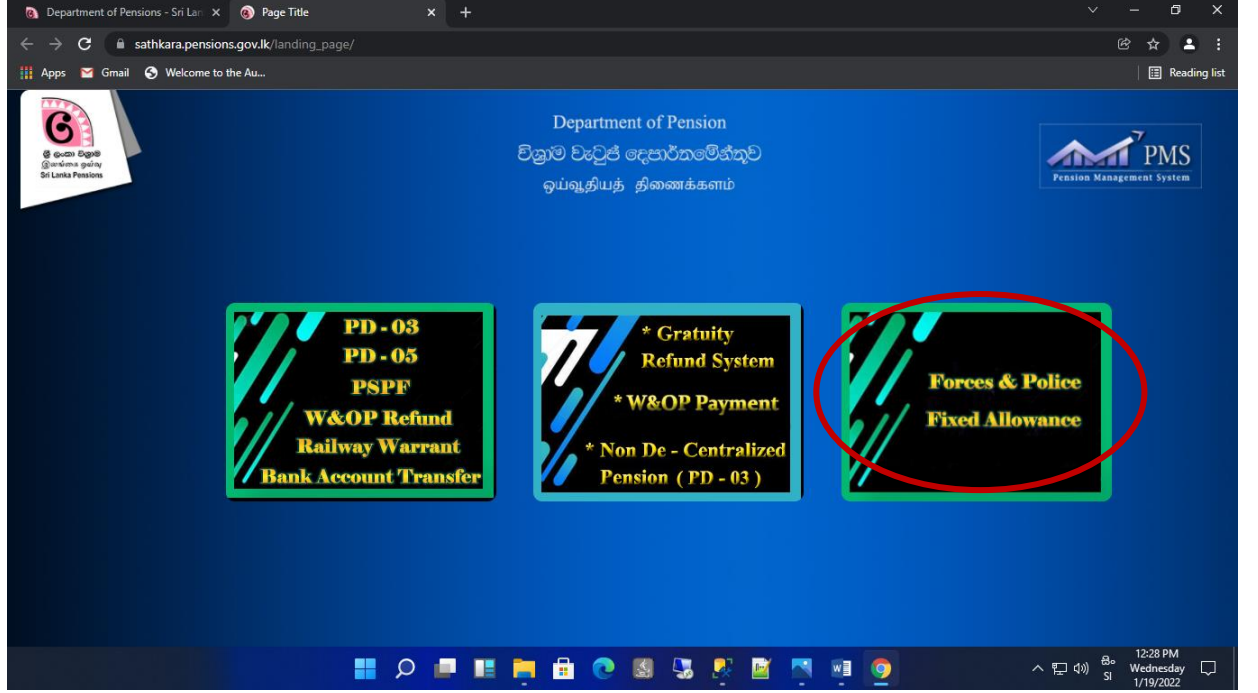 Department of Pensions - Sri Lan
Page Title
sathkara.pensions.gov.lk/landing_page/
Apps
Gmail
Welcome to the Au...
Reading list
ශ්‍රී ලංකා විශ්‍රාම
இலங்கை ஓய்வு
Sri Lanka Pensions
Department of Pension
විශ්‍රාම වැටුප් දෙපාර්තමේන්තුව
ஓய்வூதியத் திணைக்களம்
PMS
Pension Management System
PD - 03
PD - 05
PSPF
W&OP Refund
Railway Warrant
Bank Account Transfer
* Gratuity
Refund System
* W&OP Payment
* Non De - Centralized
Pension ( PD - 03 )
Forces & Police
Fixed Allowance
SI
12:28 PM
Wednesday
1/19/2022